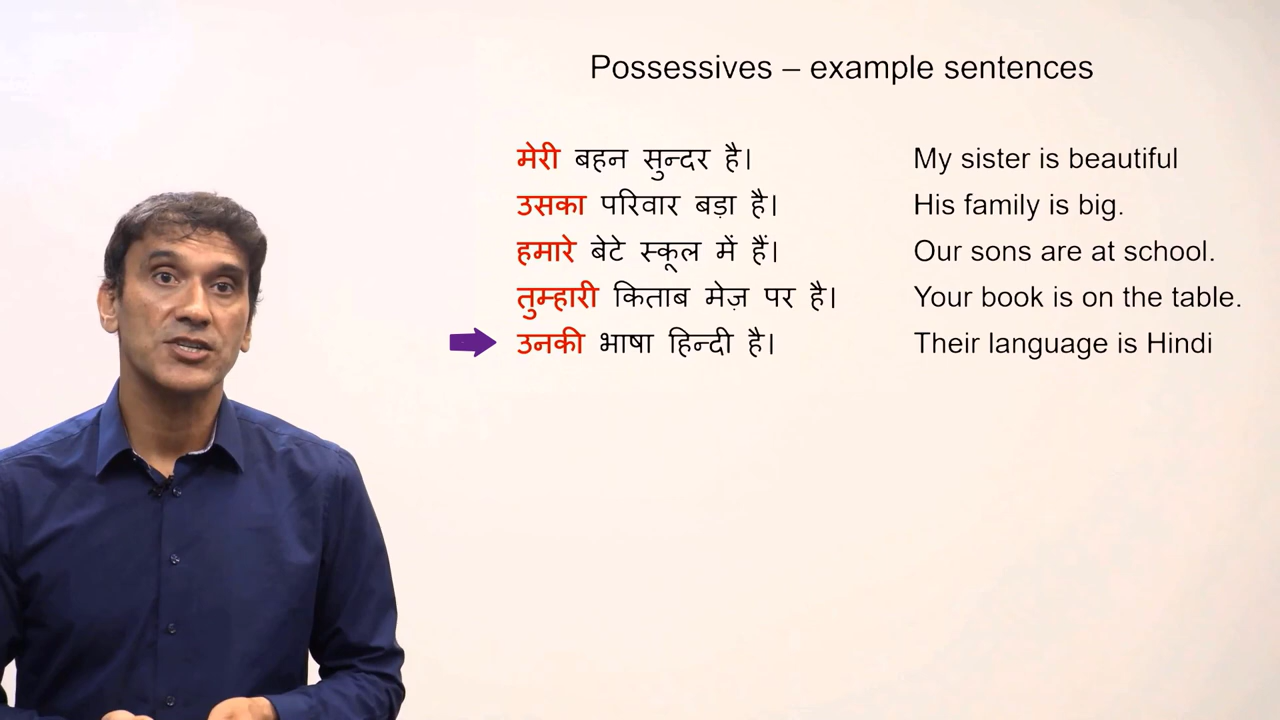 Possessives – example sentences
मेरी बहन सुन्दर है। My sister is beautiful
उसका परिवार बड़ा है। His family is big.
हमारे बेटे स्कूल में हैं। Our sons are at school.
तुम्हारी किताब मेज़ पर है। Your book is on the table.
उनकी भाषा हिन्दी है। Their language is Hindi